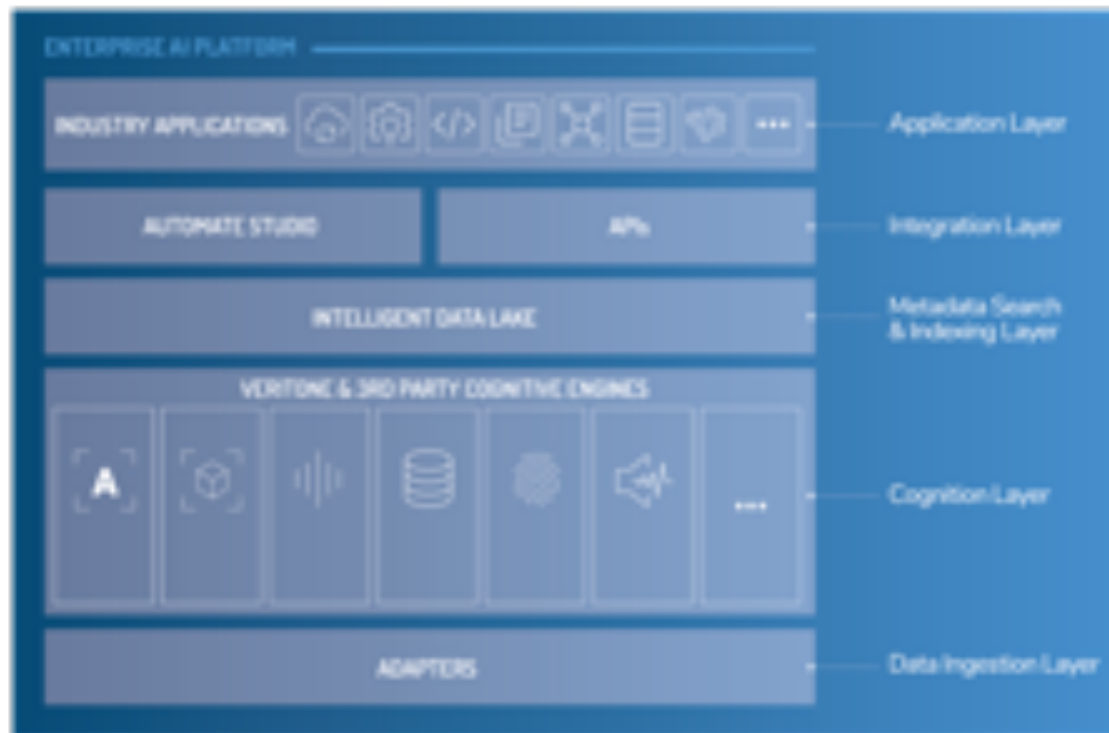 ENTERPRISE AI PLATFORM
INDUSTRY APPLICATIONS
Application Layer
AUTOMATE STUDIO
APIs
Integration Layer
INTELLIGENT DATA LAKE
Metadata Search
& Indexing Layer
VERITONE & 3RD PARTY COGNITIVE ENGINES
A
Cognition Layer
ADAPTERS
Data Ingestion Layer